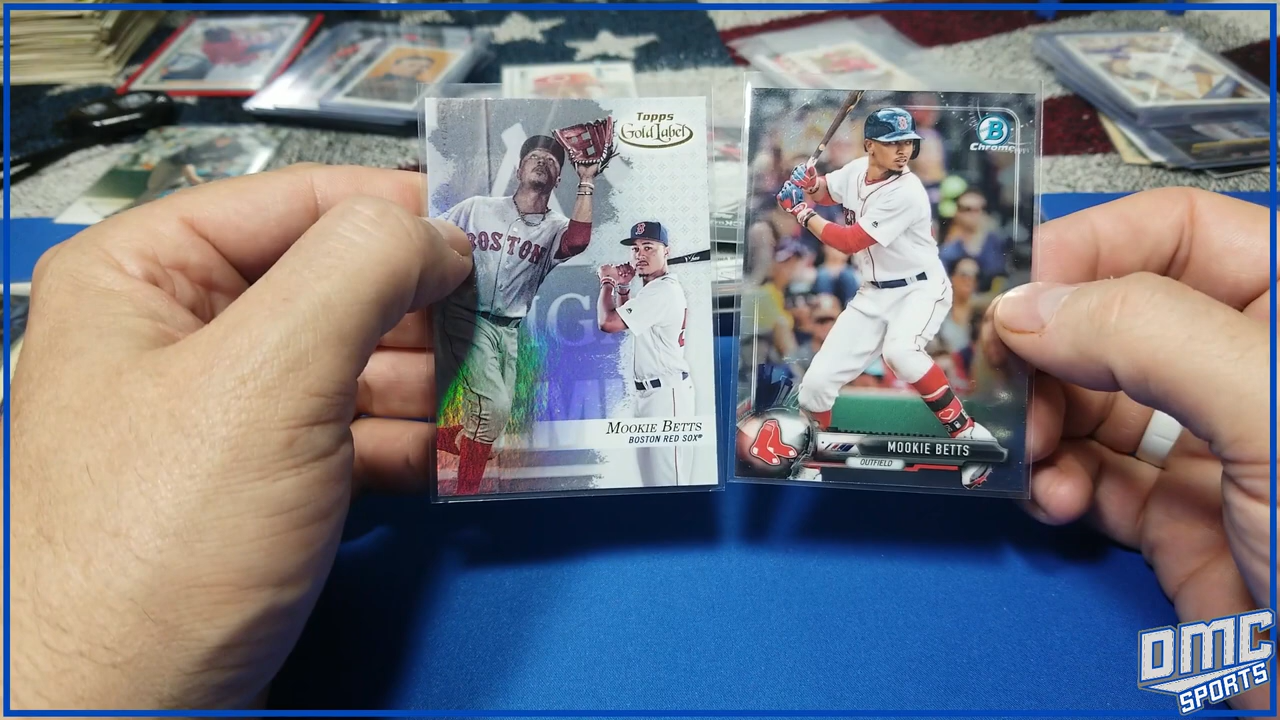 Topps
Gold Label
BOSTON
MOOKIE BETTS
BOSTON RED SOX®
B
Chrome
MOOKIE BETTS
OUTFIELD
DMC
SPORTS